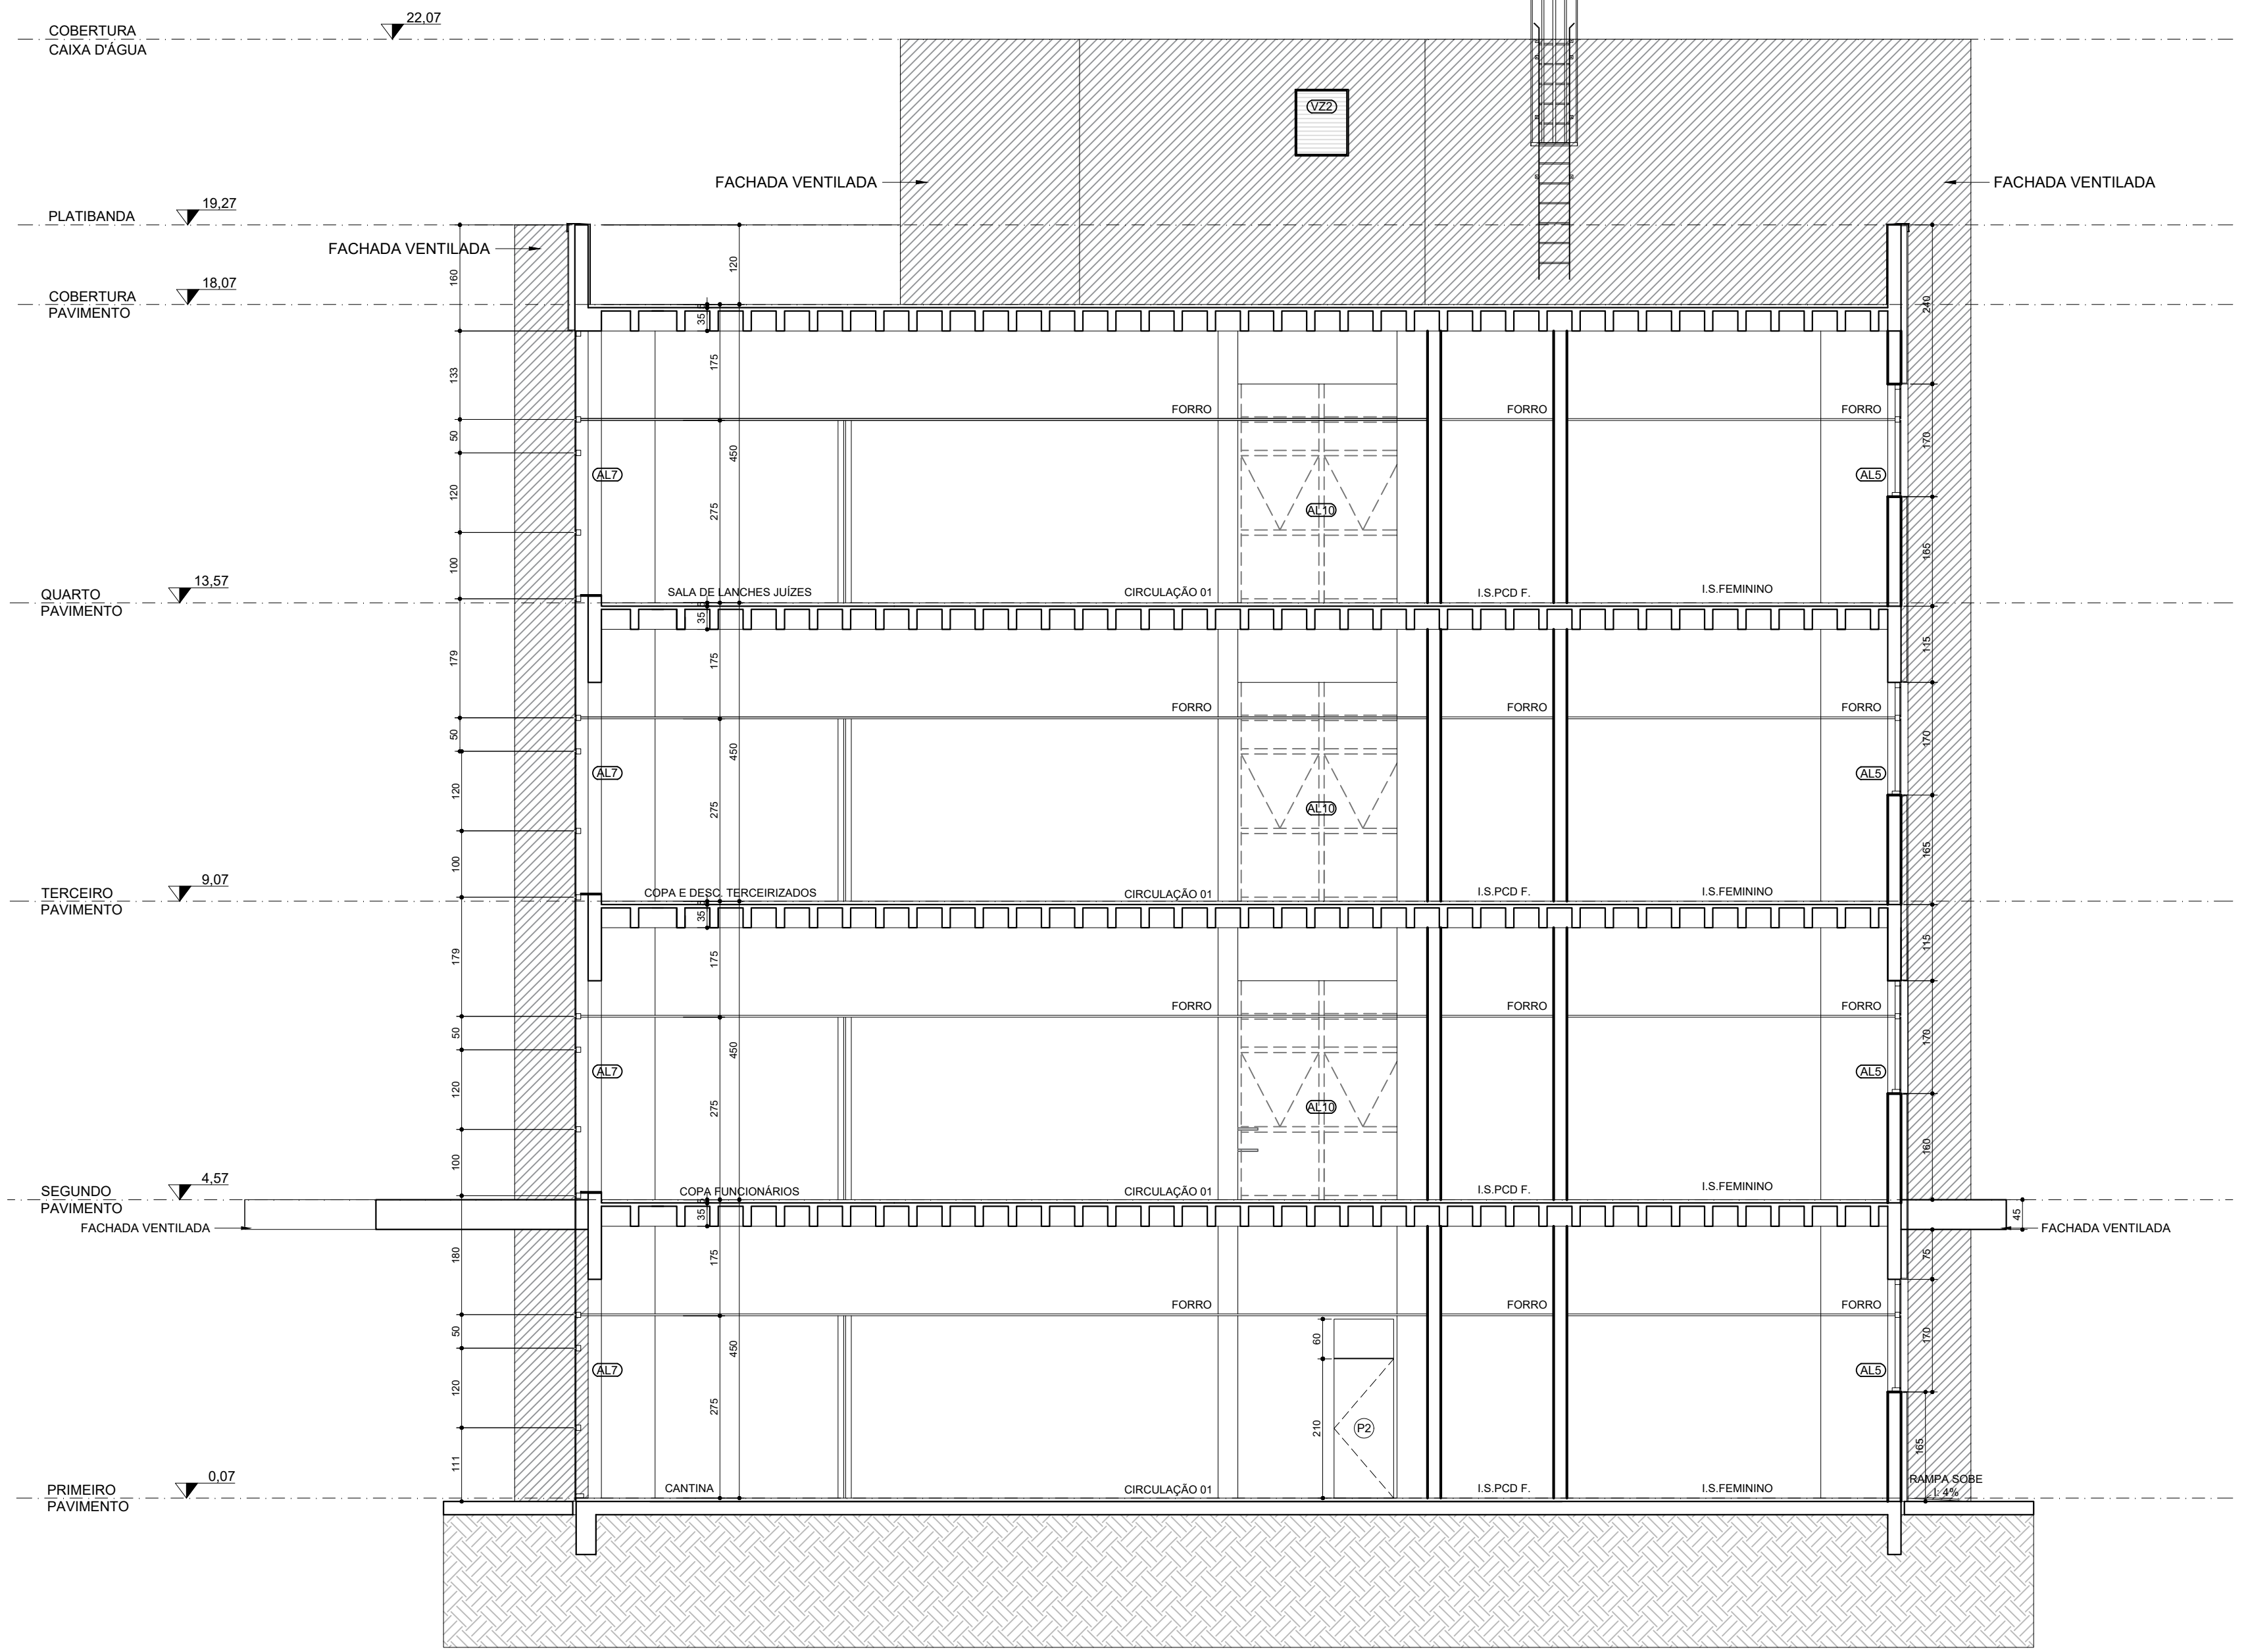 22,07
COBERTURA
CAIXA D'ÁGUA
VZ2
FACHADA VENTILADA
FACHADA VENTILADA
19,27
PLATIBANDA
FACHADA VENTILADA
160
120
18,07
COBERTURA
PAVIMENTO
240
35
5
133
175
FORRO
FORRO
FORRO
50
450
170
AL7
AL5
120
275
AL10
100
165
13,57
QUARTO
PAVIMENTO
SALA DE LANCHES JUÍZES
CIRCULAÇÃO 01
I.S.PCD F.
I.S.FEMININO
35
5
179
175
115
FORRO
FORRO
FORRO
50
450
170
AL7
AL5
120
275
AL10
100
165
9,07
TERCEIRO
PAVIMENTO
COPA E DESC. TERCEIRIZADOS
CIRCULAÇÃO 01
I.S.PCD F.
I.S.FEMININO
35
5
179
175
115
FORRO
FORRO
FORRO
50
450
170
AL7
AL5
120
275
AL10
100
160
4,57
SEGUNDO
PAVIMENTO
COPA FUNCIONÁRIOS
CIRCULAÇÃO 01
I.S.PCD F.
I.S.FEMININO
35
5
45
FACHADA VENTILADA
FACHADA VENTILADA
180
175
75
FORRO
FORRO
FORRO
50
450
60
170
AL7
AL5
120
275
210
P2
111
165
0,07
PRIMEIRO
PAVIMENTO
CANTINA
CIRCULAÇÃO 01
I.S.PCD F.
I.S.FEMININO
RAMPA SOBE
I: 4%